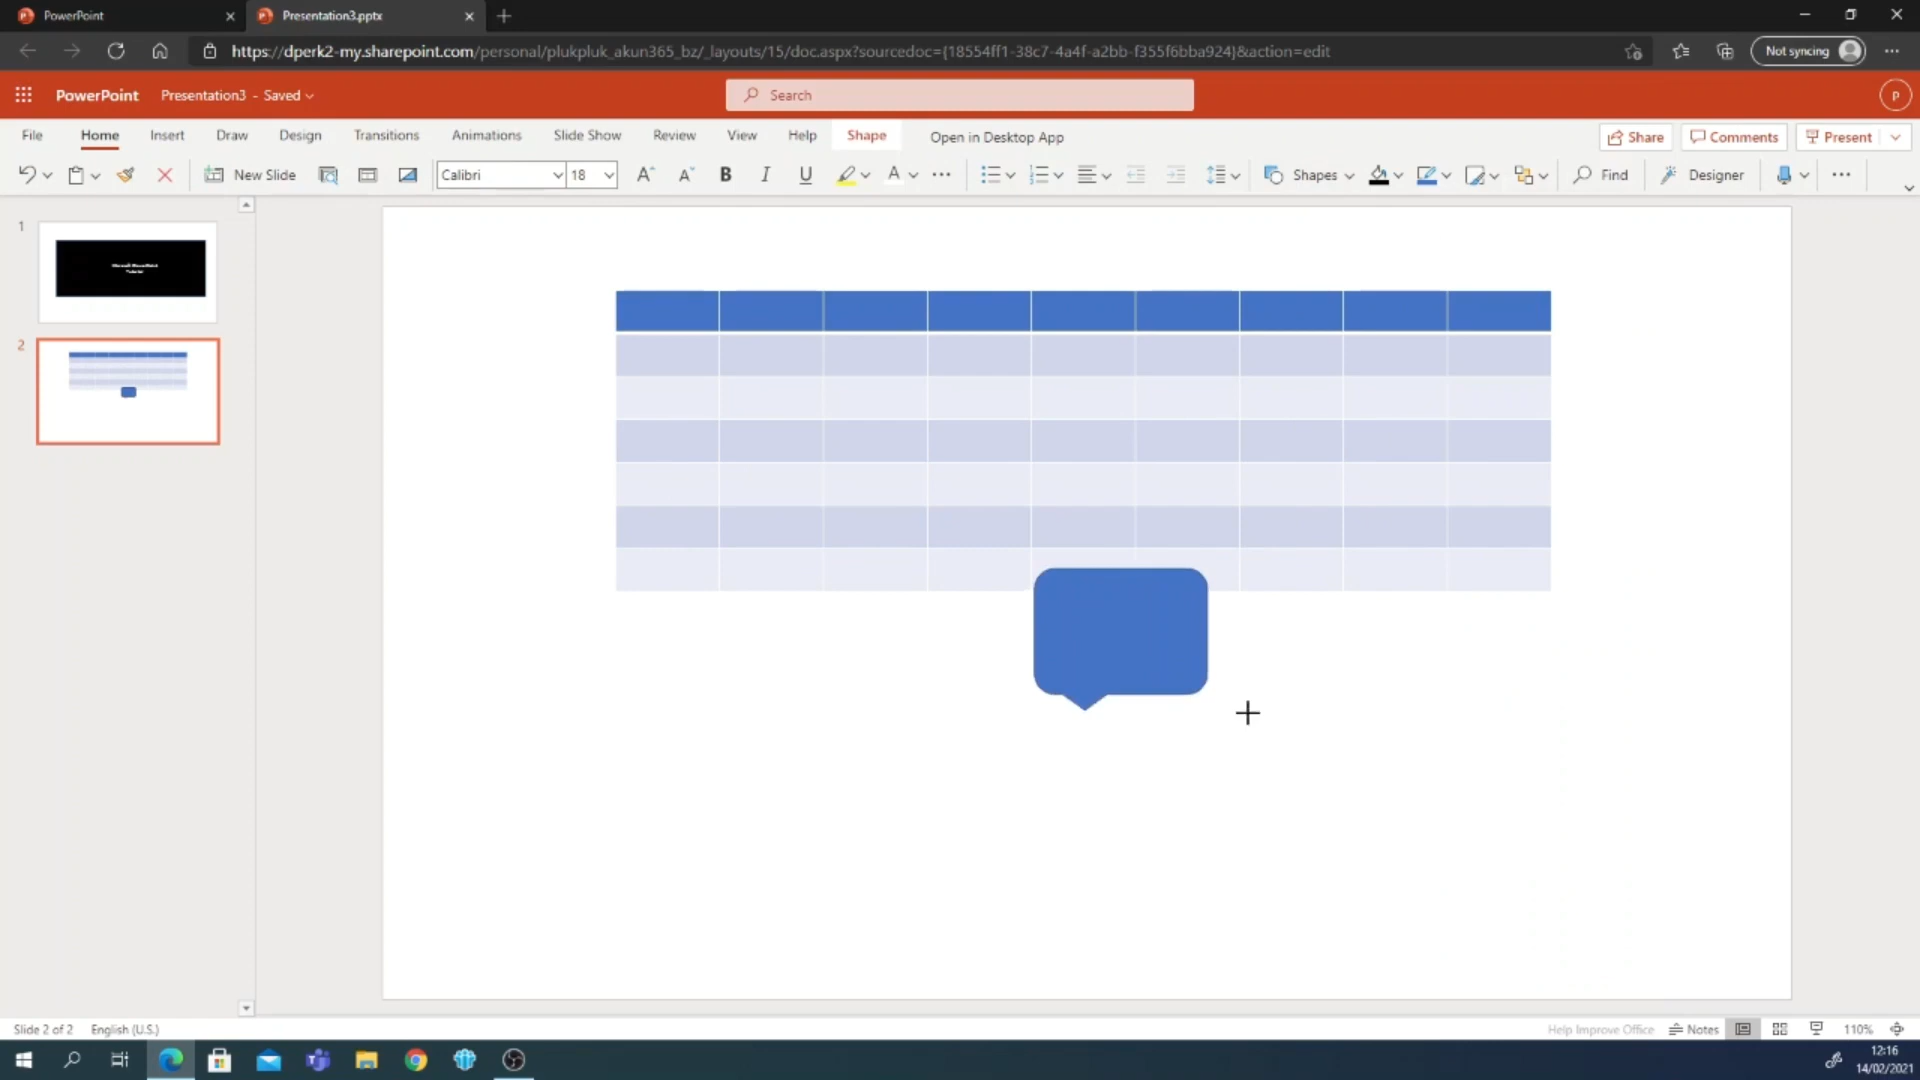 PowerPoint
Presentation3.pptx
https://dperk2-my.sharepoint.com/personal/plukpluk_akun365_bz/_layouts/15/doc.aspx?sourcedoc={18554ff1-38c7-4a4f-a2bb-f355f6bba924}&action=edit
Not syncing
PowerPoint
Presentation3 - Saved
Search
P
File
Home
Insert
Draw
Design
Transitions
Animations
Slide Show
Review
View
Help
Shape
Open in Desktop App
Share
Comments
Present
New Slide
Calibri
18
B
I
U
A
Shapes
Find
Designer
1
2
Slide 2 of 2
English (U.S.)
Help Improve Office
Notes
110%
12:16
14/02/2021